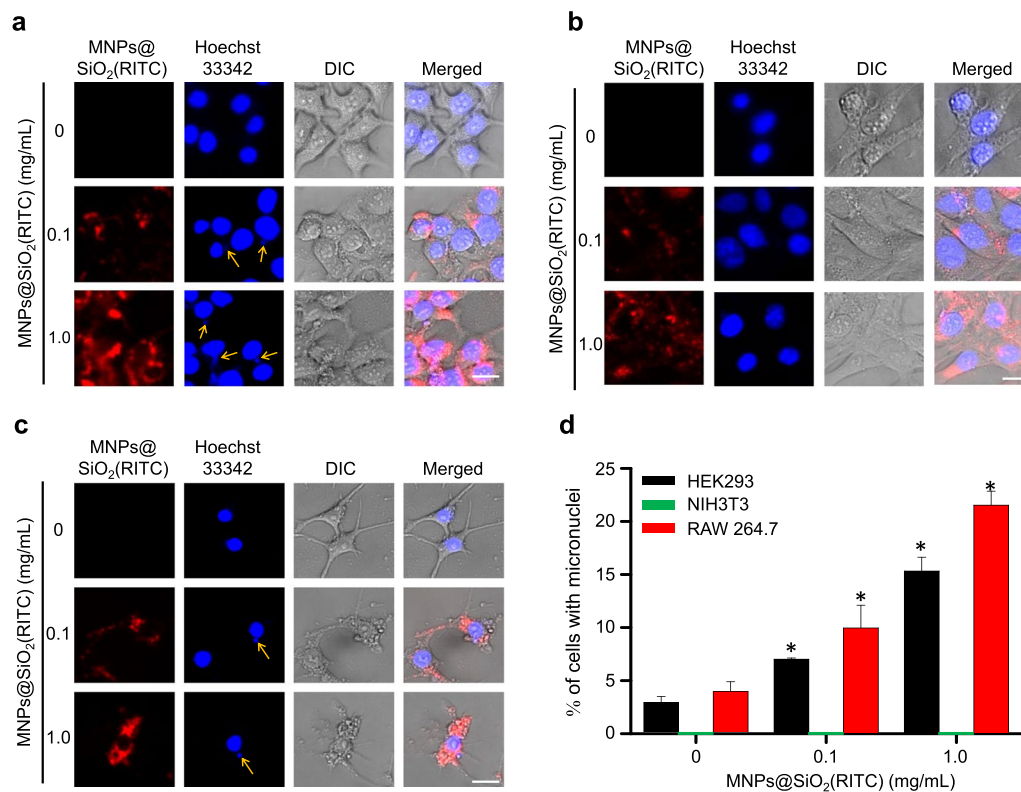 a
MNPs@
SiO₂(RITC)
Hoechst
33342
DIC
Merged
MNPs@SiO₂(RITC) (mg/mL)
0
0.1
1.0
b
MNPs@
SiO₂(RITC)
Hoechst
33342
DIC
Merged
MNPs@SiO₂(RITC) (mg/mL)
0
0.1
1.0
c
MNPs@
SiO₂(RITC)
Hoechst
33342
DIC
Merged
MNPs@SiO₂(RITC) (mg/mL)
0
0.1
1.0
d
% of cells with micronuclei
25
20
15
10
5
0
HEK293
NIH3T3
RAW 264.7
*
*
*
*
0
0.1
1.0
MNPs@SiO₂(RITC) (mg/mL)